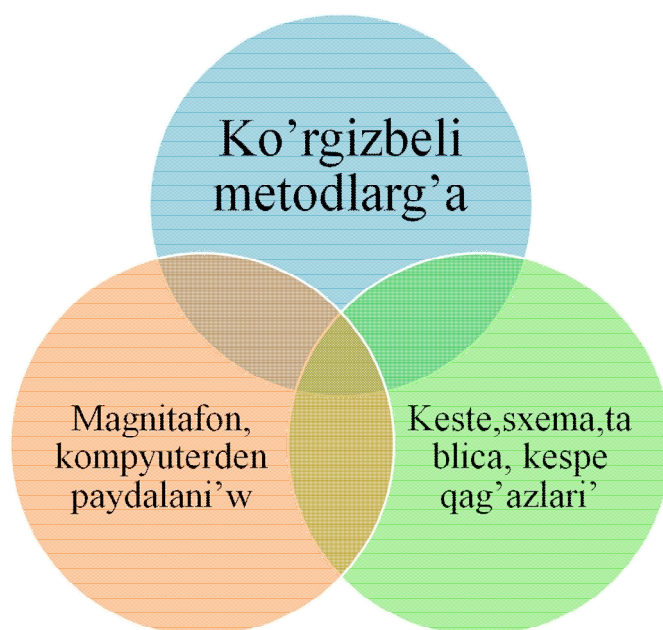 Ko’rgizbeli
metodlarg’a
Magnitafon,
kompyuterden
paydalani’w
Keste,sxema,ta
blica, kespe
qag’azlari’